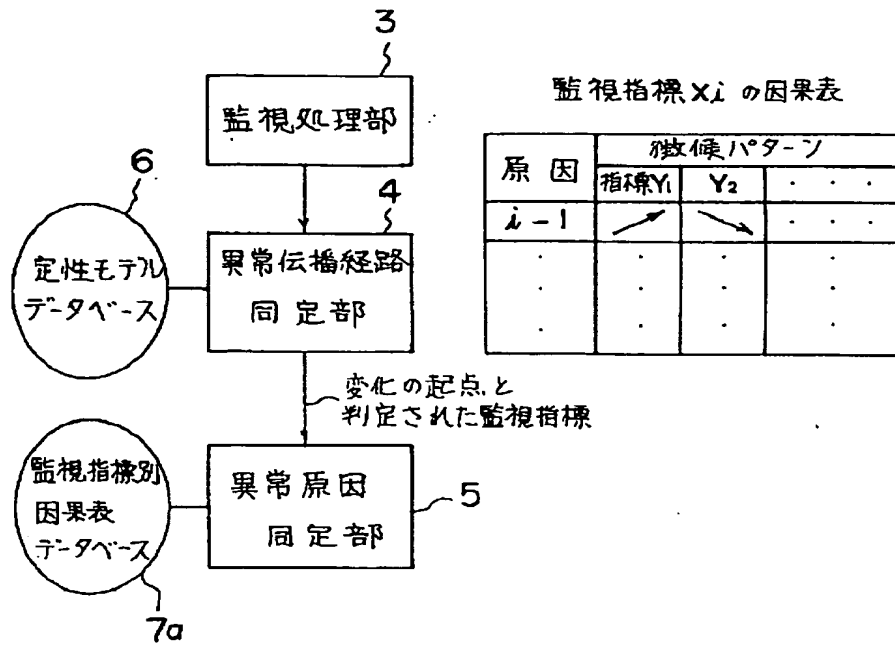 3
監視処理部
6
定性モデル
データベース
4
異常伝播経路
同定部
変化の起点と
判定された監視指標
監視指標別
因果表
データベース
7a
異常原因
同定部
5
監視指標Xiの因果表
原因
徴候パターン
指標Y1
Y2
・・・
i-1
・・・